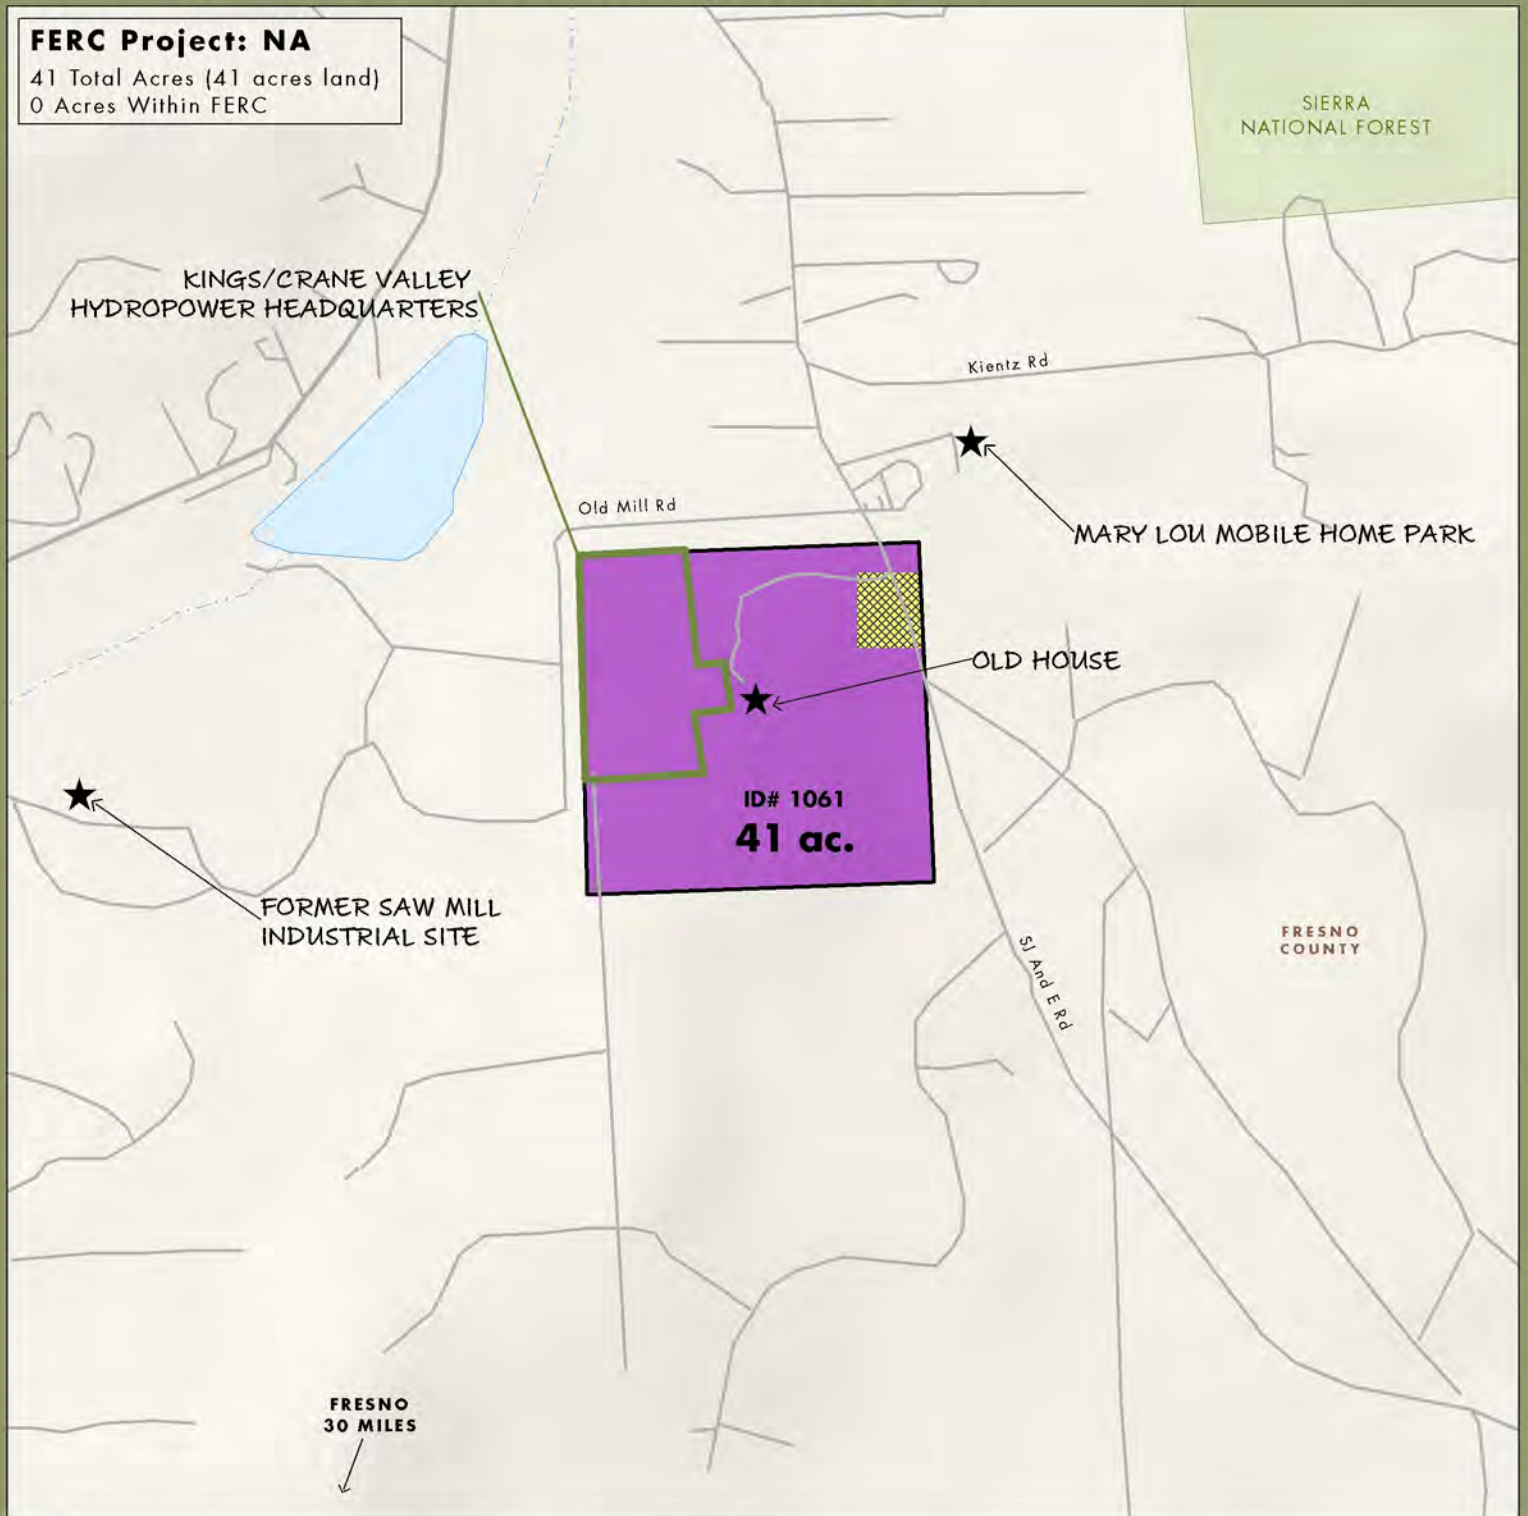 FERC Project: NA
41 Total Acres (41 acres land)
0 Acres Within FERC
SIERRA
NATIONAL FOREST
KINGS/CRANE VALLEY
HYDROPOWER HEADQUARTERS
Kientz Rd
Old Mill Rd
MARY LOU MOBILE HOME PARK
OLD HOUSE
ID# 1061
41 ac.
FORMER SAW MILL
INDUSTRIAL SITE
FRESNO
COUNTY
SJ And E Rd
FRESNO
30 MILES